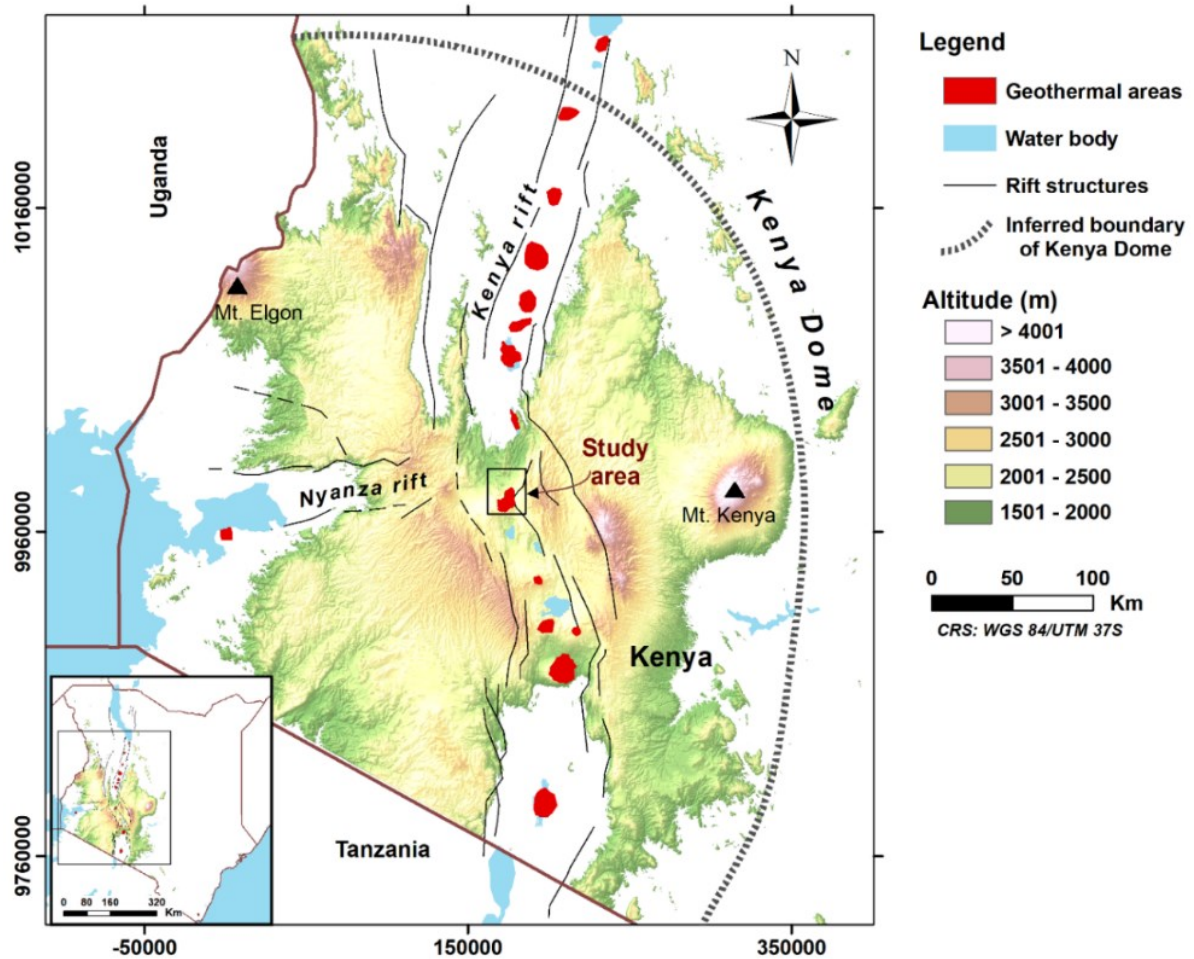 Uganda
N
Kenya rift
Kenya Dome
Mt. Elgon
Study
area
Nyanza rift
Mt. Kenya
Kenya
Tanzania
0 80 160 320
Km
10160000
9960000
9760000
-50000 150000 350000
Legend
Geothermal areas
Water body
Rift structures
Inferred boundary
of Kenya Dome
Altitude (m)
> 4001
3501 - 4000
3001 - 3500
2501 - 3000
2001 - 2500
1501 - 2000
0 50 100
Km
CRS: WGS 84/UTM 37S